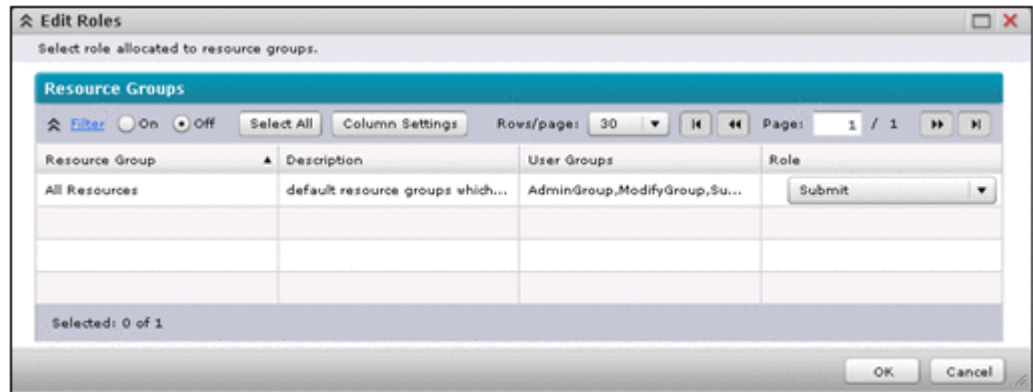 Edit Roles
Select role allocated to resource groups.
Resource Groups
Filter On Off Select All Column Settings Rows/page: 30 Page: 1 / 1
Resource Group Description User Groups Role
All Resources default resource groups which... AdminGroup,ModifyGroup,Su... Submit
Selected: 0 of 1
OK Cancel